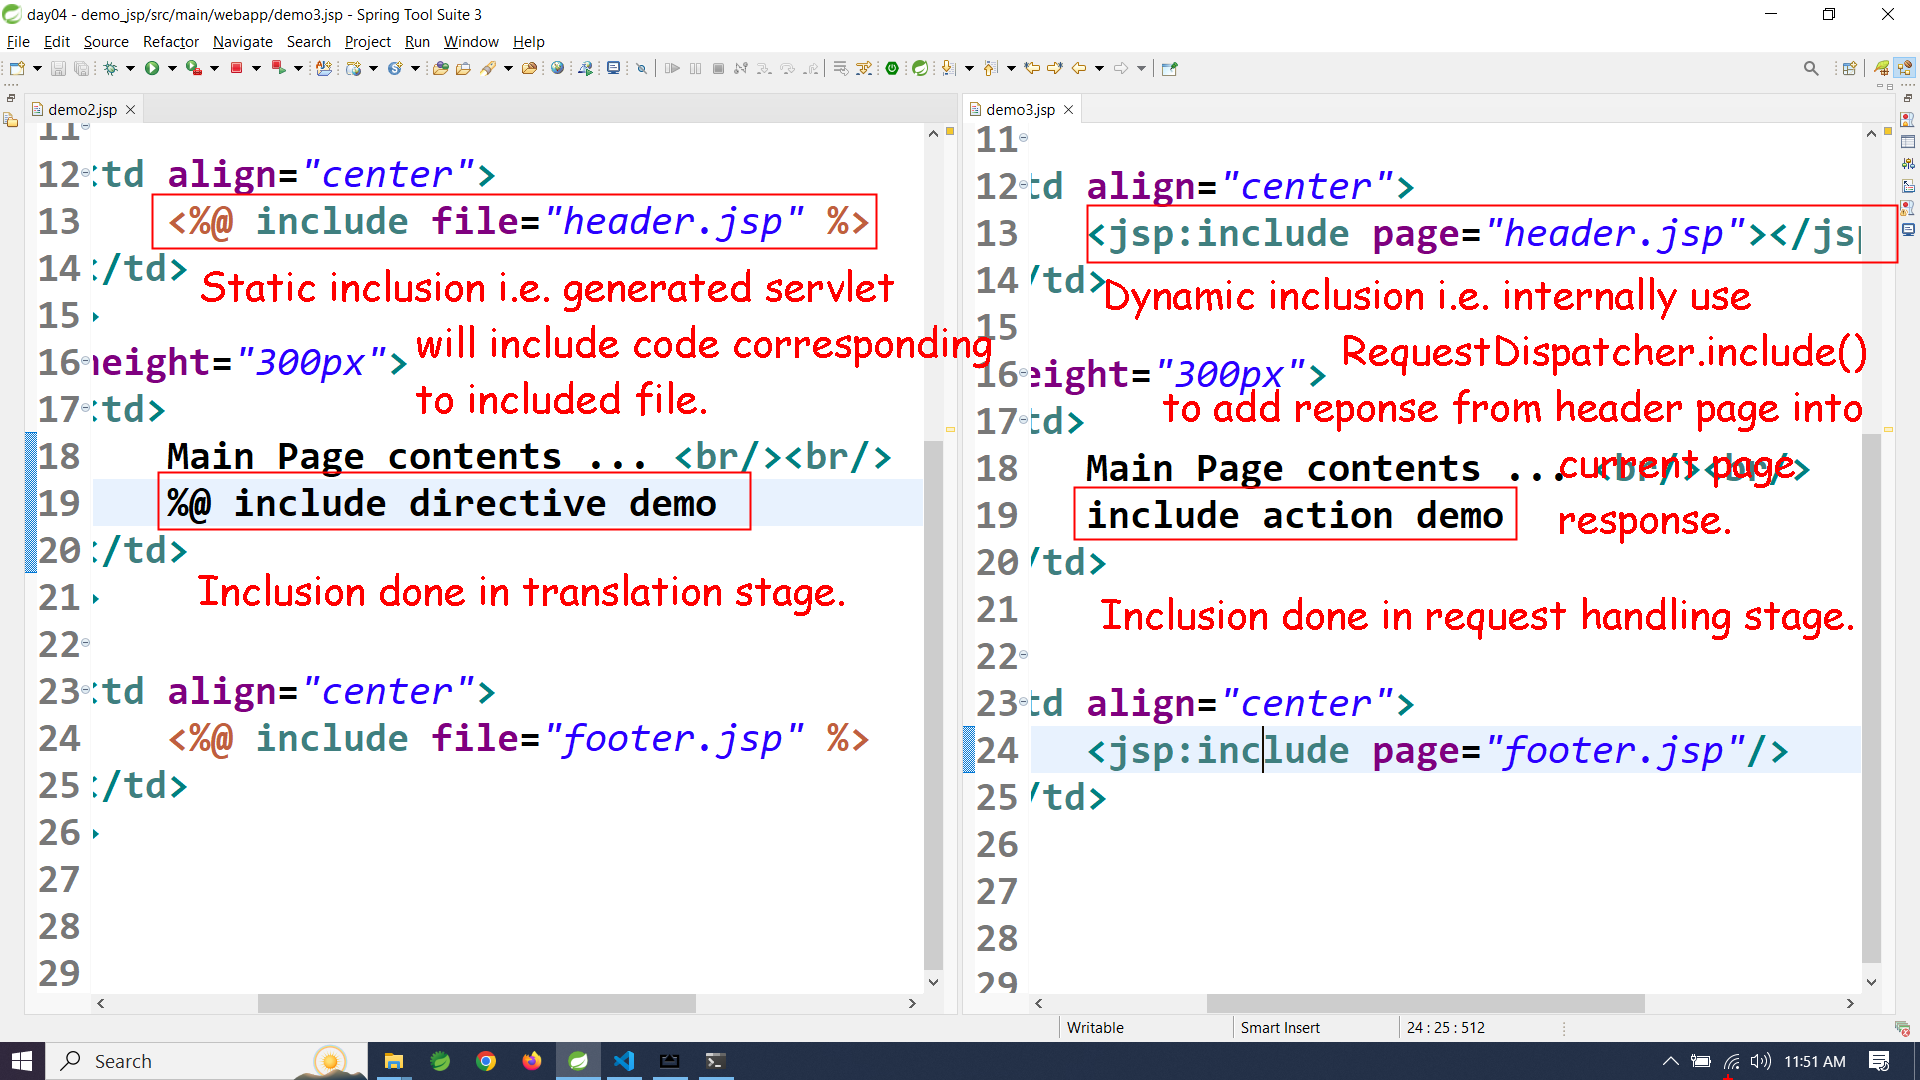 day04 - demo_jsp/src/main/webapp/demo3.jsp - Spring Tool Suite 3
File Edit Source Refactor Navigate Search Project Run Window Help
demo2.jsp
11
12 td align="center">
13 <%@ include file="header.jsp" %>
14 /td>
15 >
16 height="300px">
17 td>
18 Main Page contents ... <br/><br/>
19 %@ include directive demo
20 /td>
21 >
22
23 td align="center">
24 <%@ include file="footer.jsp" %>
25 /td>
26 >
27
28
29
Static inclusion i.e. generated servlet
will include code corresponding
to included file.
Inclusion done in translation stage.
demo3.jsp
11
12 td align="center">
13 <jsp:include page="header.jsp"></jsp
14 /td>
15
16 eight="300px">
17 td>
18 Main Page contents ... <br/><br/>
19 include action demo
20 /td>
21
22
23 td align="center">
24 <jsp:include page="footer.jsp"/>
25 /td>
26
27
28
29
Dynamic inclusion i.e. internally use
RequestDispatcher.include()
to add reponse from header page into
current page
response.
Inclusion done in request handling stage.
Writable Smart Insert 24 : 25 : 512
Search
11:51 AM